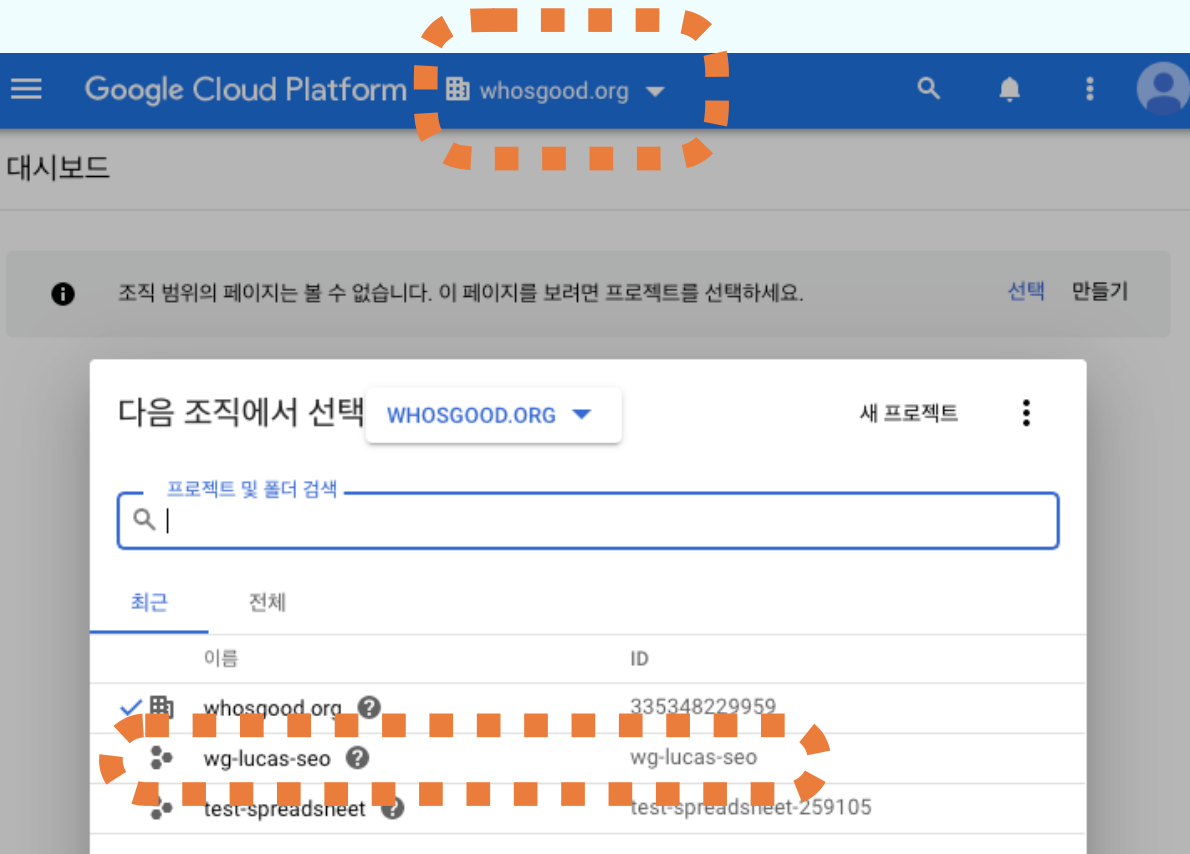 Google Cloud Platform whosgood.org
대시보드
조직 범위의 페이지는 볼 수 없습니다. 이 페이지를 보려면 프로젝트를 선택하세요. 선택 만들기
다음 조직에서 선택 WHOSGOOD.ORG 새 프로젝트
프로젝트 및 폴더 검색
최근 전체
이름 ID
whosgood.org 335348229959
wg-lucas-seo wg-lucas-seo
test-spreadsheet test-spreadsheet-259105